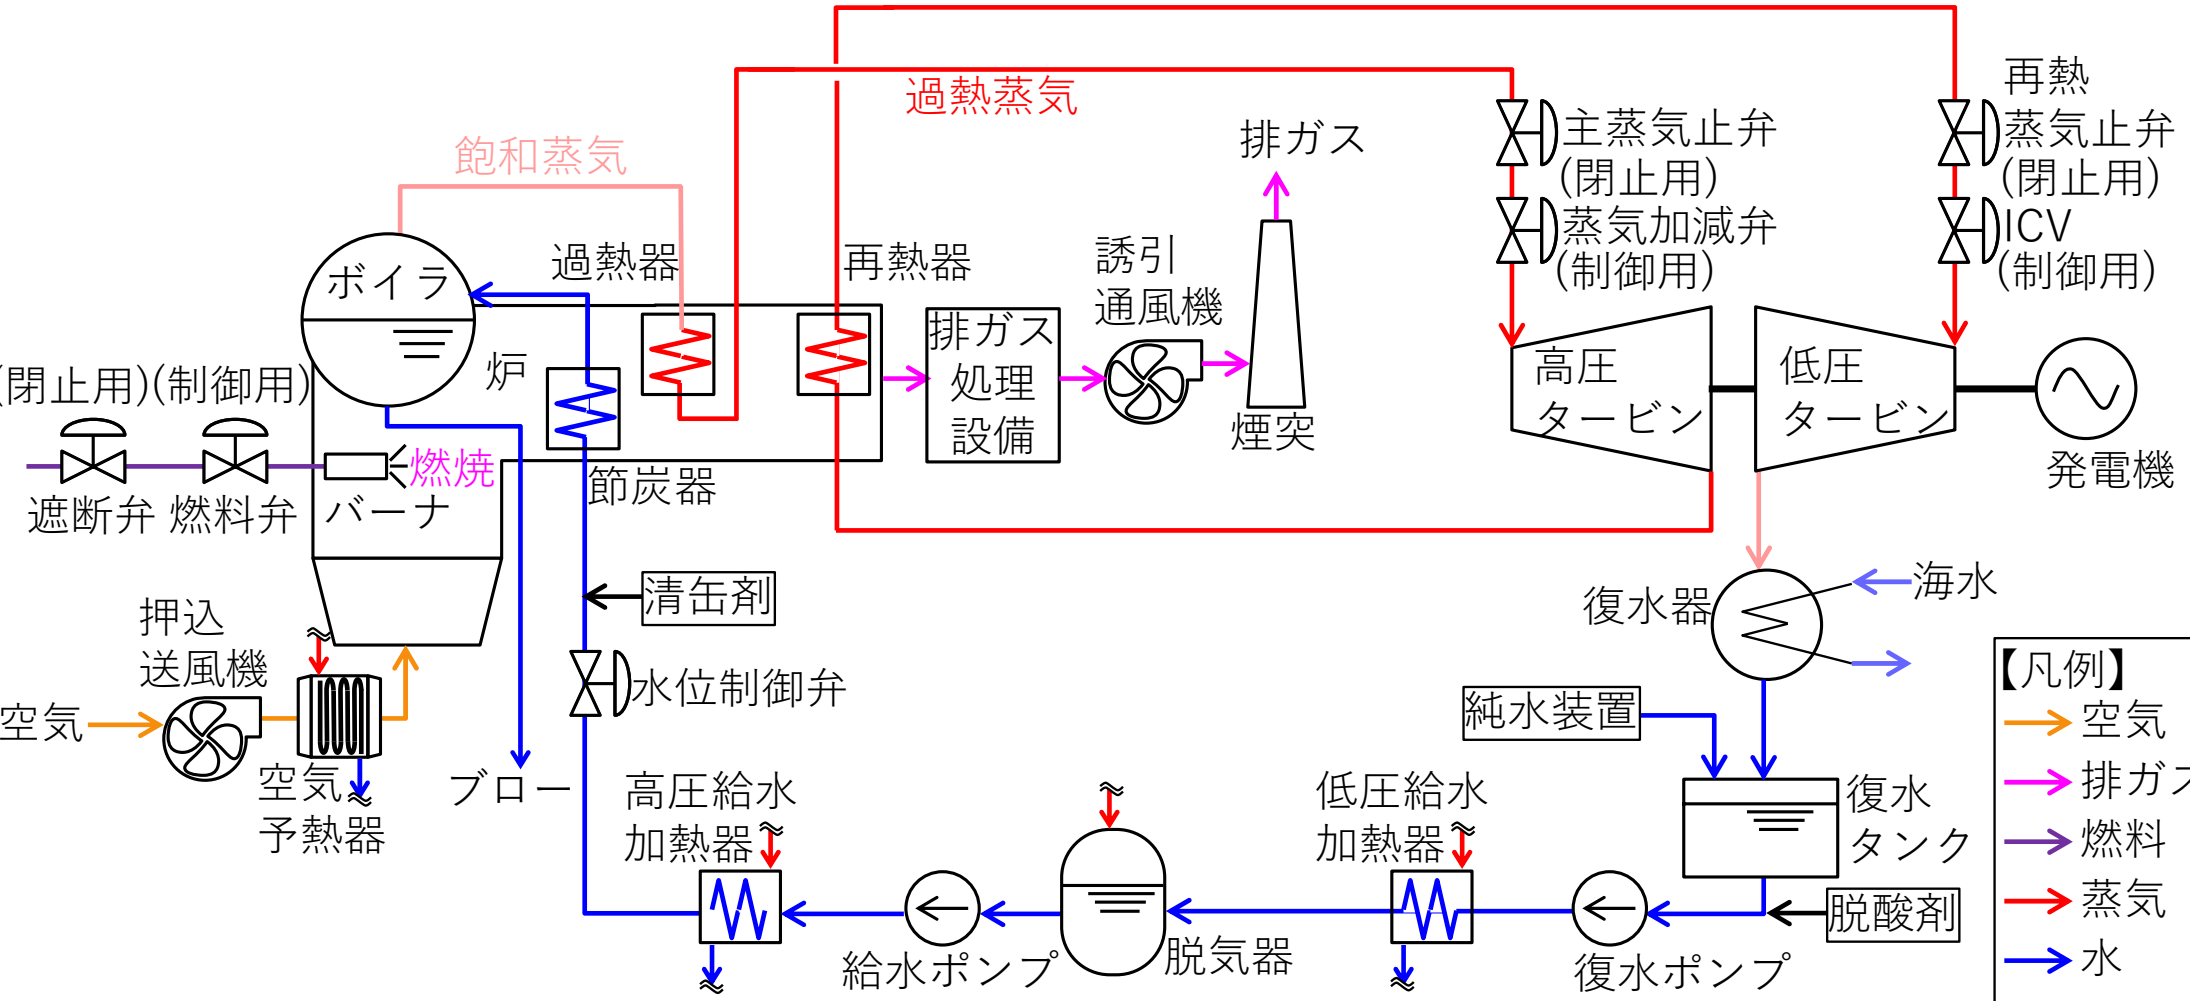 過熱蒸気
再熱
蒸気止弁
(閉止用)
ICV
(制御用)
主蒸気止弁
(閉止用)
蒸気加減弁
(制御用)
排ガス
飽和蒸気
ボイラ
過熱器
再熱器
誘引
通風機
排ガス
処理
設備
煙突
炉
高圧
タービン
低圧
タービン
発電機
(閉止用)(制御用)
燃焼
遮断弁
燃料弁
バーナ
節炭器
清缶剤
復水器
海水
押込
送風機
水位制御弁
純水装置
空気
空気
予熱器
ブロー
高圧給水
加熱器
低圧給水
加熱器
復水
タンク
脱酸剤
給水ポンプ
脱気器
復水ポンプ
【凡例】
空気
排ガス
燃料
蒸気
水